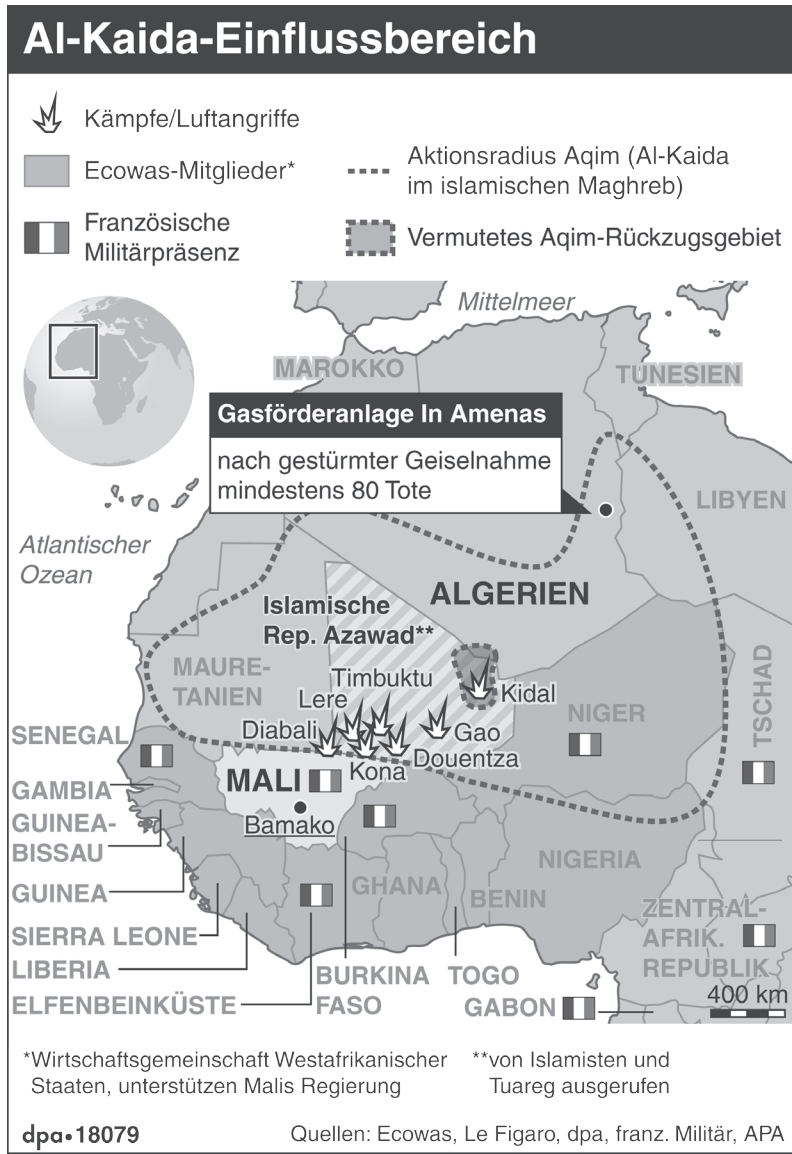 Al-Kaida-Einflussbereich
Kämpfe/Luftangriffe
Ecowas-Mitglieder*
Französische
Militärpräsenz
Aktionsradius Aqim (Al-Kaida
im islamischen Maghreb)
Vermutetes Aqim-Rückzugsgebiet
Mittelmeer
MAROKKO
TUNESIEN
Gasförderanlage In Amenas
nach gestürmter Geiselnahme
mindestens 80 Tote
LIBYEN
Atlantischer
Ozean
ALGERIEN
Islamische
Rep. Azawad**
MAURE-
TANIEN
Timbuktu
Lere
Kidal
TSCHAD
NIGER
Diabali
Gao
SENEGAL
Douentza
Kona
MALI
GAMBIA
Bamako
GUINEA-
BISSAU
NIGERIA
GHANA
BENIN
GUINEA
ZENTRAL-
AFRIK.
REPUBLIK
SIERRA LEONE
LIBERIA
BURKINA
FASO
TOGO
ELFENBEINKÜSTE
GABON
400 km
*Wirtschaftsgemeinschaft Westafrikanischer
Staaten, unterstützen Malis Regierung
**von Islamisten und
Tuareg ausgerufen
dpa•18079
Quellen: Ecowas, Le Figaro, dpa, franz. Militär, APA